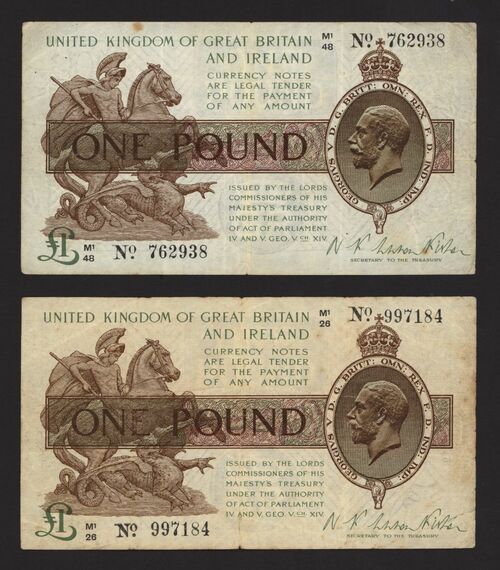 UNITED KINGDOM OF GREAT BRITAIN
AND IRELAND
M1
48
No. 762938
CURRENCY NOTES
ARE LEGAL TENDER
FOR THE PAYMENT
OF ANY AMOUNT
ONE POUND
GEORGIVS V D. G. BRITT: OMN: REX F. D. IND: IMP:
ISSUED BY THE LORDS
COMMISSIONERS OF HIS
MAJESTY'S TREASURY
UNDER THE AUTHORITY
OF ACT OF PARLIAMENT
IV AND V. GEO. V. CH. XIV.
£1
M1
48
No. 762938
SECRETARY TO THE TREASURY
UNITED KINGDOM OF GREAT BRITAIN
AND IRELAND
M1
26
No. 997184
CURRENCY NOTES
ARE LEGAL TENDER
FOR THE PAYMENT
OF ANY AMOUNT
ONE POUND
GEORGIVS V D. G. BRITT: OMN: REX F. D. IND: IMP:
ISSUED BY THE LORDS
COMMISSIONERS OF HIS
MAJESTY'S TREASURY
UNDER THE AUTHORITY
OF ACT OF PARLIAMENT
IV AND V. GEO. V. CH. XIV.
£1
M1
26
No. 997184
SECRETARY TO THE TREASURY